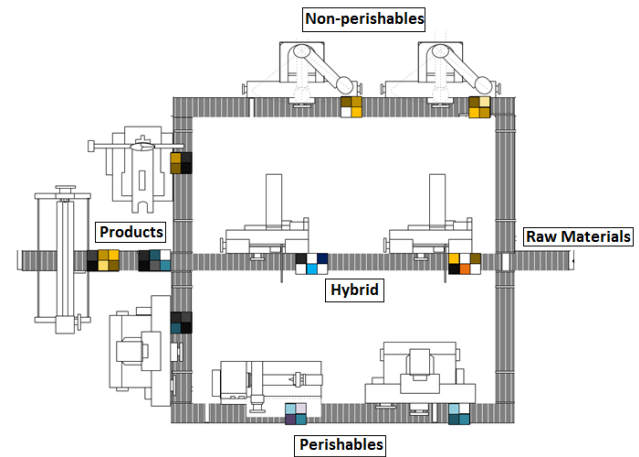 Non-perishables
Products
Raw Materials
Hybrid
Perishables